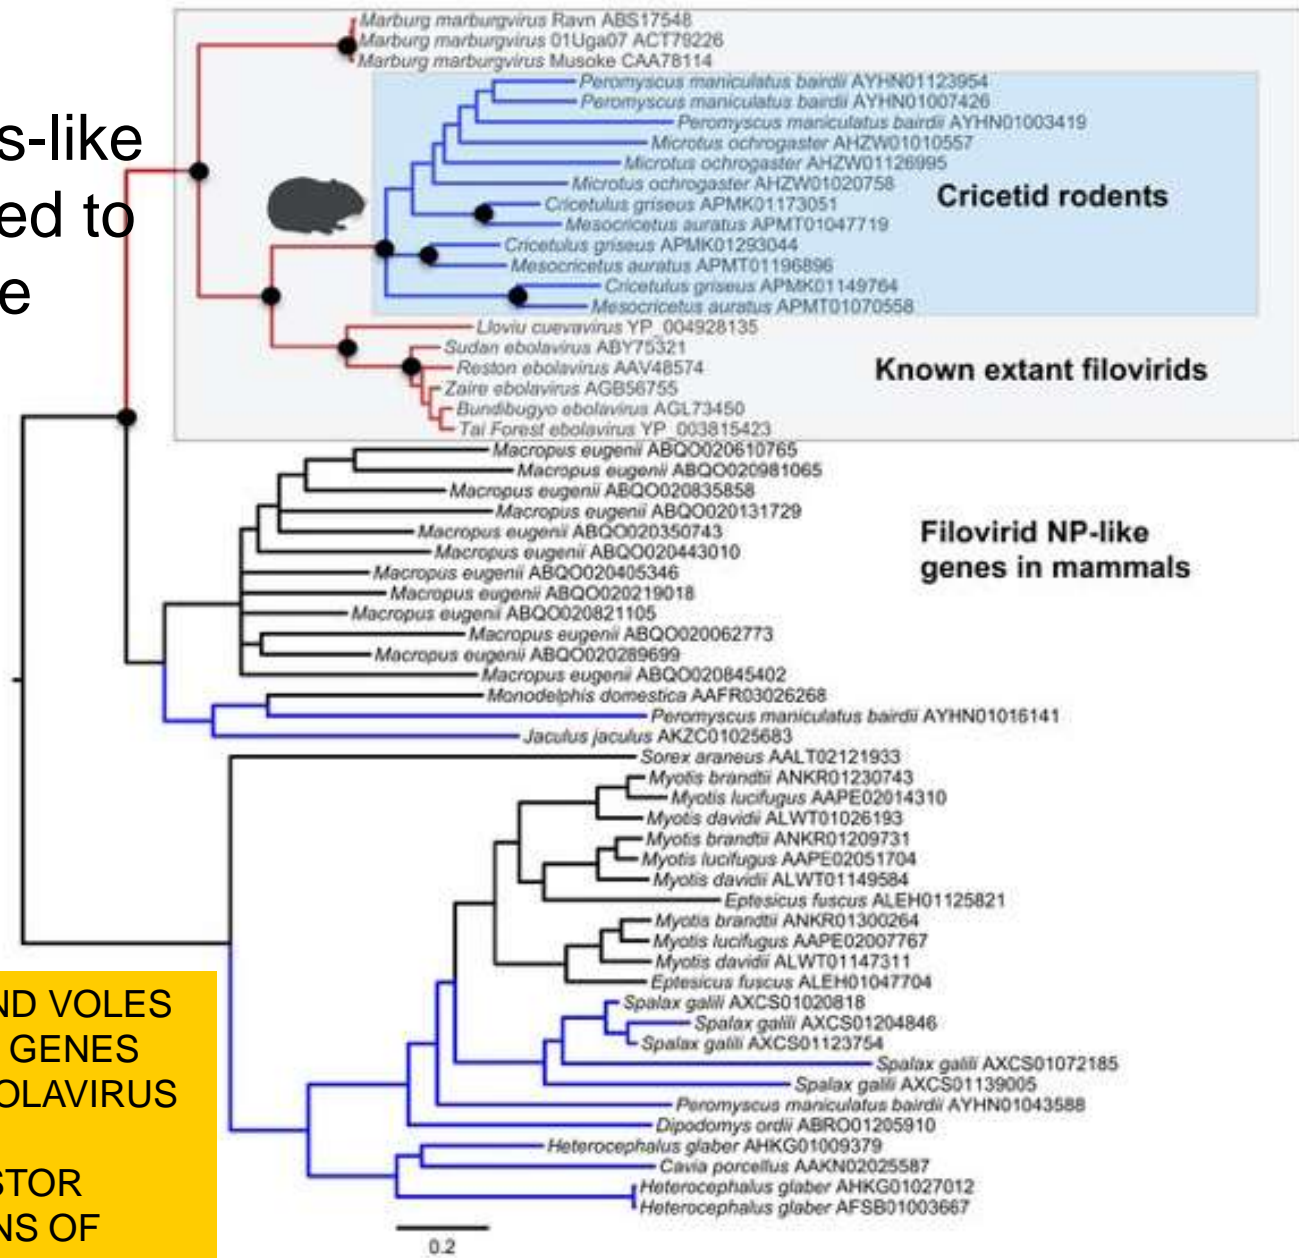 s-like
ed to
e
Marburg marburgvirus Ravn ABS17548
Marburg marburgvirus 01Uga07 ACT79226
Marburg marburgvirus Musoke CAA78114
Peromyscus maniculatus bairdii AYHN01123954
Peromyscus maniculatus bairdii AYHN01007426
Peromyscus maniculatus bairdii AYHN01003419
Microtus ochrogaster AHZW01010557
Microtus ochrogaster AHZW01126995
Microtus ochrogaster AHZW01020758
Cricetid rodents
Cricetulus griseus APMK01173051
Mesocricetus auratus APMT01047719
Cricetulus griseus APMK01293044
Mesocricetus auratus APMT01196896
Cricetulus griseus APMK01149764
Mesocricetus auratus APMT01070558
Lloviu cuevavirus YP_004928135
Sudan ebolavirus ABY75321
Reston ebolavirus AAV48574
Known extant filovirids
Zaire ebolavirus AGB56755
Bundibugyo ebolavirus AGL73450
Tai Forest ebolavirus YP_003815423
Macropus eugenii ABQO020610765
Macropus eugenii ABQO020981065
Macropus eugenii ABQO020835858
Macropus eugenii ABQO020131729
Macropus eugenii ABQO020350743
Macropus eugenii ABQO020443010
Filovirid NP-like
genes in mammals
Macropus eugenii ABQO020405346
Macropus eugenii ABQO020219018
Macropus eugenii ABQO020821105
Macropus eugenii ABQO020062773
Macropus eugenii ABQO020289699
Macropus eugenii ABQO020845402
Monodelphis domestica AAFR03026268
Peromyscus maniculatus bairdii AYHN01016141
Jaculus jaculus AKZC01025683
Sorex araneus AALT02121933
Myotis brandtii ANKR01230743
Myotis lucifugus AAPE02014310
Myotis davidii ALWT01026193
Myotis brandtii ANKR01209731
Myotis lucifugus AAPE02051704
Myotis davidii ALWT01149584
Eptesicus fuscus ALEH01125821
Myotis brandtii ANKR01300264
Myotis lucifugus AAPE02007767
Myotis davidii ALWT01147311
Eptesicus fuscus ALEH01047704
Spalax galili AXCS01020818
Spalax galili AXCS01204846
Spalax galili AXCS01123754
Spalax galili AXCS01072185
Spalax galili AXCS01139005
Peromyscus maniculatus bairdii AYHN01043588
Dipodomys ordii ABRO01205910
Heterocephalus glaber AHKG01009379
Cavia porcellus AAKN02025587
Heterocephalus glaber AHKG01027012
Heterocephalus glaber AFSB01003667
0.2
ND VOLES
GENES
OLAVIRUS
STOR
NS OF